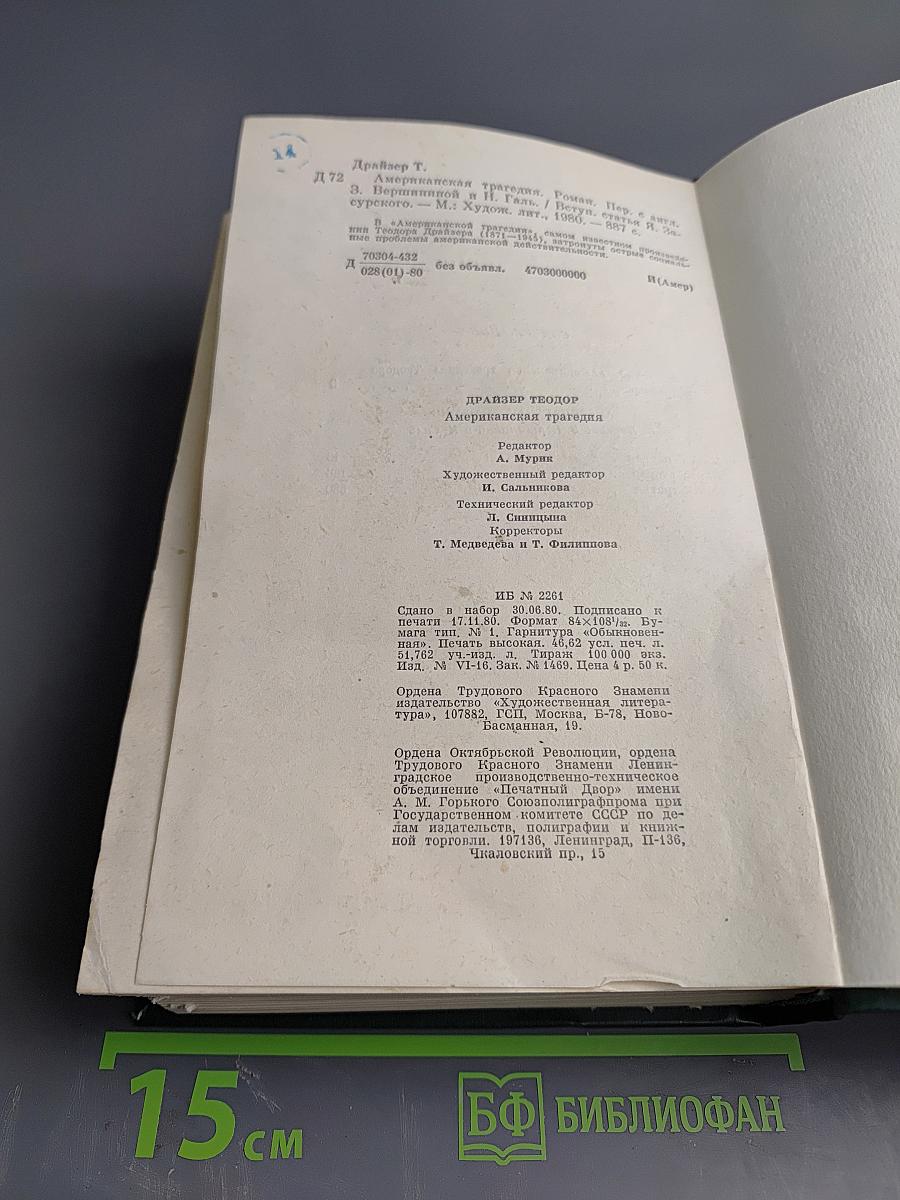 Драйзер Т.
Д 72 Американская трагедия. Роман. Пер. с англ.
З. Вершининой и Н. Галь. / Вступ. статья Я. За-
сурского. — М.: Худож. лит., 1980. — 887 с.
В «Американской трагедии», самом известном произведе-
нии Теодора Драйзера (1871—1945), затронуты острые социаль-
ные проблемы американской действительности.
Д 70304-432
028(01)-80 без объявл. 4703000000
И(Амер)
ДРАЙЗЕР ТЕОДОР
Американская трагедия
Редактор
А. Мурик
Художественный редактор
И. Сальникова
Технический редактор
Л. Синицына
Корректоры
Т. Медведева и Т. Филиппова
ИБ № 2261
Сдано в набор 30.06.80. Подписано к
печати 17.11.80. Формат 84×108¹/₃₂. Бу-
мага тип. № 1. Гарнитура «Обыкновен-
ная». Печать высокая. 46,62 усл. печ. л.
51,762 уч.-изд. л. Тираж 100 000 экз.
Изд. № VI-16. Зак. № 1469. Цена 4 р. 50 к.
Ордена Трудового Красного Знамени
издательство «Художественная литера-
тура», 107882, ГСП, Москва, Б-78, Ново-
Басманная, 19.
Ордена Октябрьской Революции, ордена
Трудового Красного Знамени Ленин-
градское производственно-техническое
объединение «Печатный Двор» имени
А. М. Горького Союзполиграфпрома при
Государственном комитете СССР по де-
лам издательств, полиграфии и книж-
ной торговли. 197136, Ленинград, П-136,
Чкаловский пр., 15
15 см
БФ БИБЛИОФАН